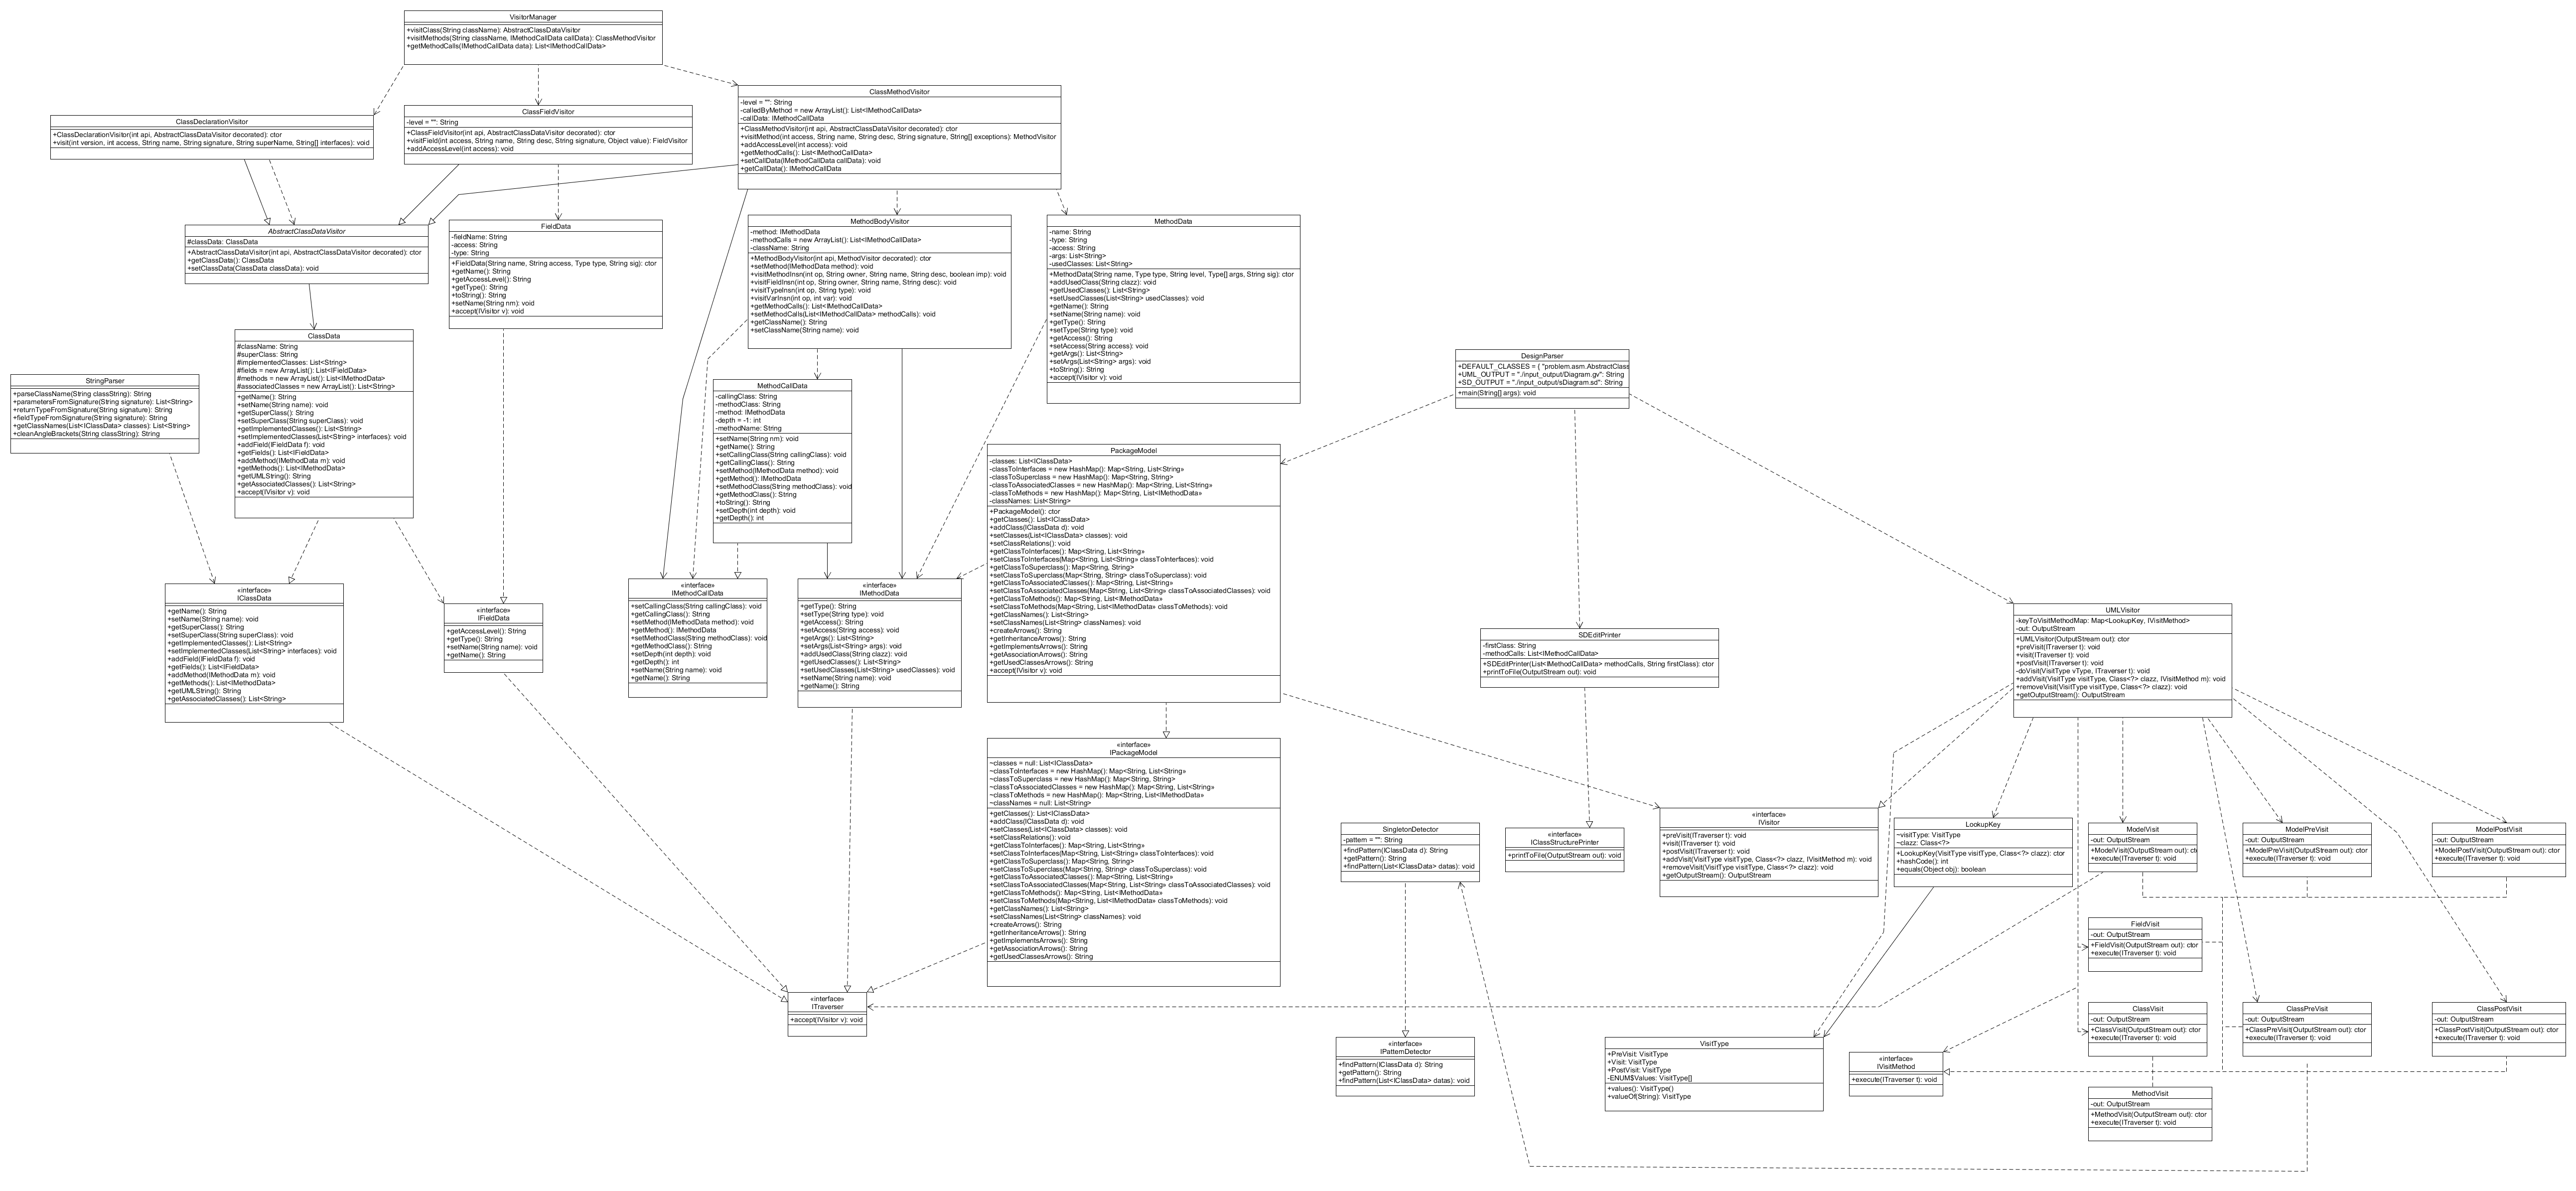 VisitorManager
+visitClass(String className): AbstractClassDataVisitor
+visitMethods(String className, IMethodCallData callData): ClassMethodVisitor
+getMethodCalls(IMethodCallData data): List<IMethodCallData>
ClassDeclarationVisitor
+ClassDeclarationVisitor(int api, AbstractClassDataVisitor decorated): ctor
+visit(int version, int access, String name, String signature, String superName, String[] interfaces): void
ClassFieldVisitor
-level = "": String
+ClassFieldVisitor(int api, AbstractClassDataVisitor decorated): ctor
+visitField(int access, String name, String desc, String signature, Object value): FieldVisitor
+addAccessLevel(int access): void
ClassMethodVisitor
-level = "": String
-calledByMethod = new ArrayList(): List<IMethodCallData>
-callData: IMethodCallData
+ClassMethodVisitor(int api, AbstractClassDataVisitor decorated): ctor
+visitMethod(int access, String name, String desc, String signature, String[] exceptions): MethodVisitor
+addAccessLevel(int access): void
+getMethodCalls(): List<IMethodCallData>
+setCallData(IMethodCallData callData): void
+getCallData(): IMethodCallData
AbstractClassDataVisitor
#classData: ClassData
+AbstractClassDataVisitor(int api, AbstractClassDataVisitor decorated): ctor
+getClassData(): ClassData
+setClassData(ClassData classData): void
FieldData
-fieldName: String
-access: String
-type: String
+FieldData(String name, String access, Type type, String sig): ctor
+getName(): String
+getAccessLevel(): String
+getType(): String
+toString(): String
+setName(String nm): void
+accept(IVisitor v): void
MethodBodyVisitor
-method: IMethodData
-methodCalls = new ArrayList(): List<IMethodCallData>
-className: String
+MethodBodyVisitor(int api, MethodVisitor decorated): ctor
+setMethod(IMethodData method): void
+visitMethodInsn(int op, String owner, String name, String desc, boolean imp): void
+visitFieldInsn(int op, String owner, String name, String desc): void
+visitTypeInsn(int op, String type): void
+visitVarInsn(int op, int var): void
+getMethodCalls(): List<IMethodCallData>
+setMethodCalls(List<IMethodCallData> methodCalls): void
+getClassName(): String
+setClassName(String name): void
MethodData
-name: String
-type: String
-access: String
-args: List<String>
-usedClasses: List<String>
+MethodData(String name, Type type, String level, Type[] args, String sig): ctor
+addUsedClass(String clazz): void
+getUsedClasses(): List<String>
+setUsedClasses(List<String> usedClasses): void
+getName(): String
+setName(String name): void
+getType(): String
+setType(String type): void
+getAccess(): String
+setAccess(String access): void
+getArgs(): List<String>
+setArgs(List<String> args): void
+toString(): String
+accept(IVisitor v): void
ClassData
#className: String
#superClass: String
#implementedClasses: List<String>
#fields = new ArrayList(): List<IFieldData>
#methods = new ArrayList(): List<IMethodData>
#associatedClasses = new ArrayList(): List<String>
+getName(): String
+setName(String name): void
+getSuperClass(): String
+setSuperClass(String superClass): void
+getImplementedClasses(): List<String>
+setImplementedClasses(List<String> interfaces): void
+addField(IFieldData f): void
+getFields(): List<IFieldData>
+addMethod(IMethodData m): void
+getMethods(): List<IMethodData>
+getUMLString(): String
+getAssociatedClasses(): List<String>
+accept(IVisitor v): void
StringParser
+parseClassName(String classString): String
+parametersFromSignature(String signature): List<String>
+returnTypeFromSignature(String signature): String
+fieldTypeFromSignature(String signature): String
+getClassNames(List<IClassData> classes): List<String>
+cleanAngleBrackets(String classString): String
MethodCallData
-callingClass: String
-methodClass: String
-method: IMethodData
-depth = -1: int
-methodName: String
+setName(String nm): void
+getName(): String
+setCallingClass(String callingClass): void
+getCallingClass(): String
+setMethod(IMethodData method): void
+getMethod(): IMethodData
+setMethodClass(String methodClass): void
+getMethodClass(): String
+toString(): String
+setDepth(int depth): void
+getDepth(): int
DesignParser
+DEFAULT_CLASSES = { "problem.asm.AbstractClass
+UML_OUTPUT = "./input_output/Diagram.gv": String
+SD_OUTPUT = "./input_output/sDiagram.sd": String
+main(String[] args): void
PackageModel
-classes: List<IClassData>
-classToInterfaces = new HashMap(): Map<String, List<String»
-classToSuperclass = new HashMap(): Map<String, String>
-classToAssociatedClasses = new HashMap(): Map<String, List<String»
-classToMethods = new HashMap(): Map<String, List<IMethodData»
-classNames: List<String>
+PackageModel(): ctor
+getClasses(): List<IClassData>
+addClass(IClassData d): void
+setClasses(List<IClassData> classes): void
+setClassRelations(): void
+getClassToInterfaces(): Map<String, List<String»
+setClassToInterfaces(Map<String, List<String» classToInterfaces): void
+getClassToSuperclass(): Map<String, String>
+setClassToSuperclass(Map<String, String> classToSuperclass): void
+getClassToAssociatedClasses(): Map<String, List<String»
+setClassToAssociatedClasses(Map<String, List<String» classToAssociatedClasses): void
+getClassToMethods(): Map<String, List<IMethodData»
+setClassToMethods(Map<String, List<IMethodData» classToMethods): void
+getClassNames(): List<String>
+setClassNames(List<String> classNames): void
+createArrows(): String
+getInheritanceArrows(): String
+getImplementsArrows(): String
+getAssociationArrows(): String
+getUsedClassesArrows(): String
+accept(IVisitor v): void
«interface»
IClassData
+getName(): String
+setName(String name): void
+getSuperClass(): String
+setSuperClass(String superClass): void
+getImplementedClasses(): List<String>
+setImplementedClasses(List<String> interfaces): void
+addField(IFieldData f): void
+getFields(): List<IFieldData>
+addMethod(IMethodData m): void
+getMethods(): List<IMethodData>
+getUMLString(): String
+getAssociatedClasses(): List<String>
«interface»
IFieldData
+getAccessLevel(): String
+getType(): String
+setName(String name): void
+getName(): String
«interface»
IMethodCallData
+setCallingClass(String callingClass): void
+getCallingClass(): String
+setMethod(IMethodData method): void
+getMethod(): IMethodData
+setMethodClass(String methodClass): void
+getMethodClass(): String
+setDepth(int depth): void
+getDepth(): int
+setName(String name): void
+getName(): String
«interface»
IMethodData
+getType(): String
+setType(String type): void
+getAccess(): String
+setAccess(String access): void
+getArgs(): List<String>
+setArgs(List<String> args): void
+addUsedClass(String clazz): void
+getUsedClasses(): List<String>
+setUsedClasses(List<String> usedClasses): void
+setName(String name): void
+getName(): String
SDEditPrinter
-firstClass: String
-methodCalls: List<IMethodCallData>
+SDEditPrinter(List<IMethodCallData> methodCalls, String firstClass): ctor
+printToFile(OutputStream out): void
UMLVisitor
-keyToVisitMethodMap: Map<LookupKey, IVisitMethod>
-out: OutputStream
+UMLVisitor(OutputStream out): ctor
+preVisit(ITraverser t): void
+visit(ITraverser t): void
+postVisit(ITraverser t): void
-doVisit(VisitType vType, ITraverser t): void
+addVisit(VisitType visitType, Class<?> clazz, IVisitMethod m): void
+removeVisit(VisitType visitType, Class<?> clazz): void
+getOutputStream(): OutputStream
«interface»
IPackageModel
~classes = null: List<IClassData>
~classToInterfaces = new HashMap(): Map<String, List<String»
~classToSuperclass = new HashMap(): Map<String, String>
~classToAssociatedClasses = new HashMap(): Map<String, List<String»
~classToMethods = new HashMap(): Map<String, List<IMethodData»
~classNames = null: List<String>
+getClasses(): List<IClassData>
+addClass(IClassData d): void
+setClasses(List<IClassData> classes): void
+setClassRelations(): void
+getClassToInterfaces(): Map<String, List<String»
+setClassToInterfaces(Map<String, List<String» classToInterfaces): void
+getClassToSuperclass(): Map<String, String>
+setClassToSuperclass(Map<String, String> classToSuperclass): void
+getClassToAssociatedClasses(): Map<String, List<String»
+setClassToAssociatedClasses(Map<String, List<String» classToAssociatedClasses): void
+getClassToMethods(): Map<String, List<IMethodData»
+setClassToMethods(Map<String, List<IMethodData» classToMethods): void
+getClassNames(): List<String>
+setClassNames(List<String> classNames): void
+createArrows(): String
+getInheritanceArrows(): String
+getImplementsArrows(): String
+getAssociationArrows(): String
+getUsedClassesArrows(): String
SingletonDetector
-pattern = "": String
+findPattern(IClassData d): String
+getPattern(): String
+findPattern(List<IClassData> datas): void
«interface»
IClassStructurePrinter
+printToFile(OutputStream out): void
«interface»
IVisitor
+preVisit(ITraverser t): void
+visit(ITraverser t): void
+postVisit(ITraverser t): void
+addVisit(VisitType visitType, Class<?> clazz, IVisitMethod m): void
+removeVisit(VisitType visitType, Class<?> clazz): void
+getOutputStream(): OutputStream
LookupKey
~visitType: VisitType
~clazz: Class<?>
+LookupKey(VisitType visitType, Class<?> clazz): ctor
+hashCode(): int
+equals(Object obj): boolean
ModelVisit
-out: OutputStream
+ModelVisit(OutputStream out): ct
+execute(ITraverser t): void
ModelPreVisit
-out: OutputStream
+ModelPreVisit(OutputStream out): ctor
+execute(ITraverser t): void
ModelPostVisit
-out: OutputStream
+ModelPostVisit(OutputStream out): ctor
+execute(ITraverser t): void
FieldVisit
-out: OutputStream
+FieldVisit(OutputStream out): ctor
+execute(ITraverser t): void
«interface»
ITraverser
+accept(IVisitor v): void
ClassVisit
-out: OutputStream
+ClassVisit(OutputStream out): ctor
+execute(ITraverser t): void
ClassPreVisit
-out: OutputStream
+ClassPreVisit(OutputStream out): ctor
+execute(ITraverser t): void
ClassPostVisit
-out: OutputStream
+ClassPostVisit(OutputStream out): ctor
+execute(ITraverser t): void
«interface»
IPatternDetector
+findPattern(IClassData d): String
+getPattern(): String
+findPattern(List<IClassData> datas): void
VisitType
+PreVisit: VisitType
+Visit: VisitType
+PostVisit: VisitType
-ENUM$Values: VisitType[]
+values(): VisitType()
+valueOf(String): VisitType
«interface»
IVisitMethod
+execute(ITraverser t): void
MethodVisit
-out: OutputStream
+MethodVisit(OutputStream out): ctor
+execute(ITraverser t): void